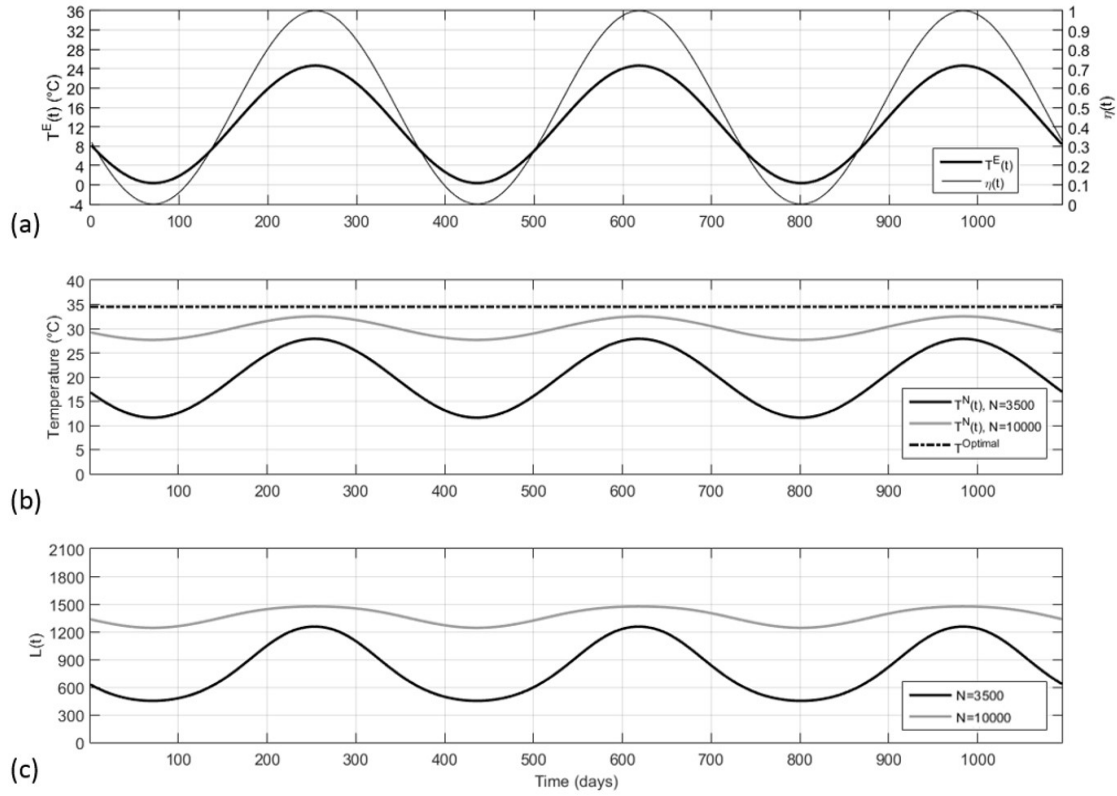 36
32
28
24
20
16
12
8
4
0
-4
T^E(t) (°C)
1
0.9
0.8
0.7
0.6
0.5
0.4
0.3
0.2
0.1
0
η(t)
T^E(t)
η(t)
0 100 200 300 400 500 600 700 800 900 1000
(a)
40
35
30
25
20
15
10
5
0
Temperature (°C)
T^N(t), N=3500
T^N(t), N=10000
T^Optimal
100 200 300 400 500 600 700 800 900 1000
(b)
2100
1800
1500
1200
900
600
300
0
L(t)
N=3500
N=10000
100 200 300 400 500 600 700 800 900 1000
Time (days)
(c)